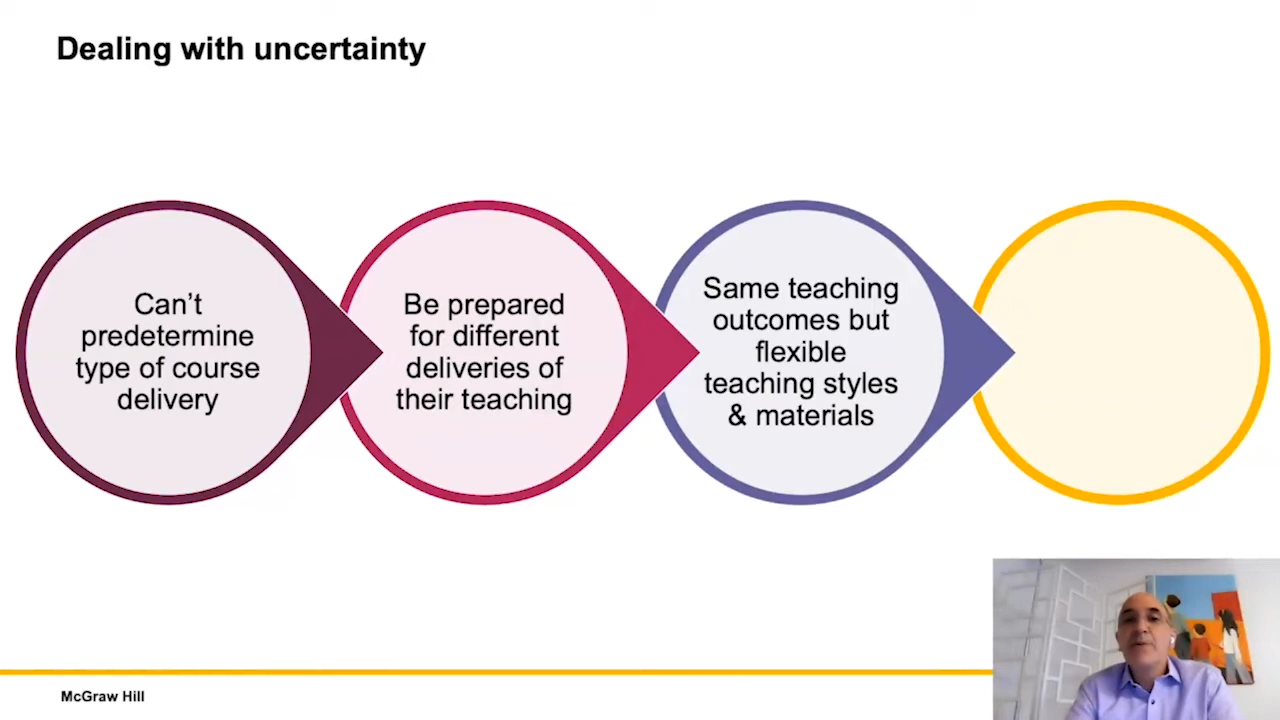 Dealing with uncertainty
Can’t
predetermine
type of course
delivery
Be prepared
for different
deliveries of
their teaching
Same teaching
outcomes but
flexible
teaching styles
& materials
McGraw Hill